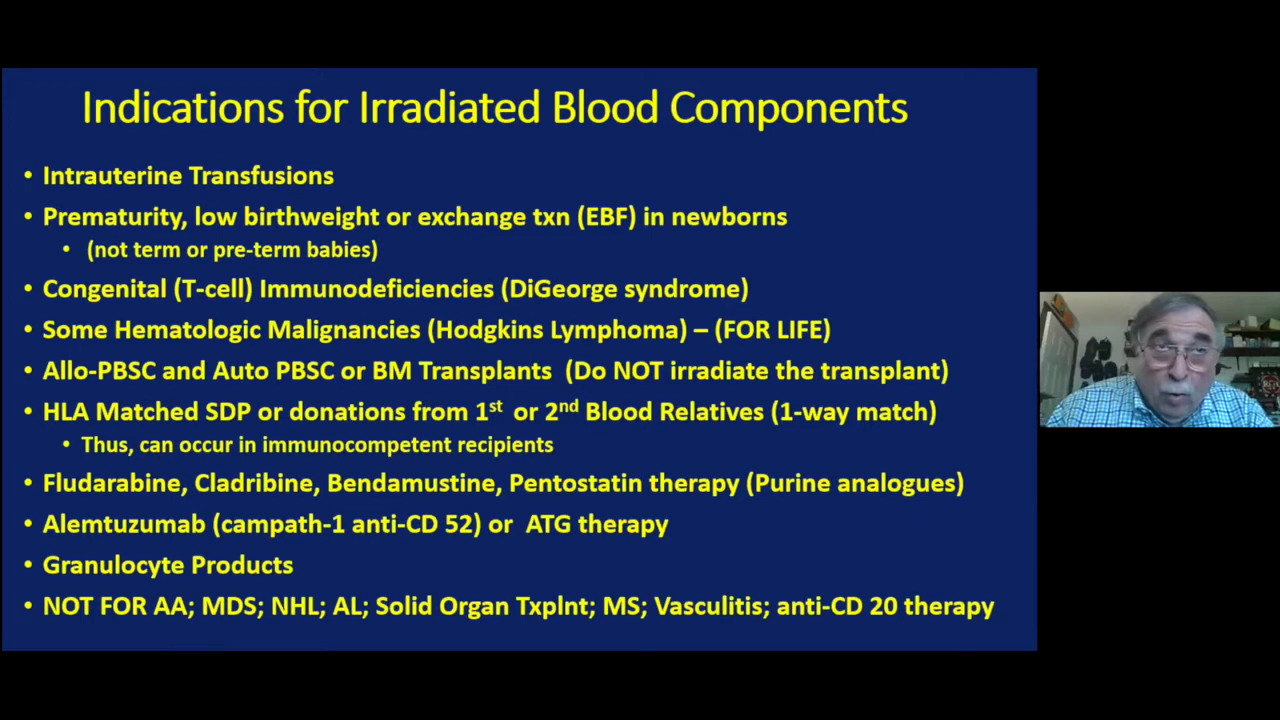 Indications for Irradiated Blood Components
• Intrauterine Transfusions
• Prematurity, low birthweight or exchange txn (EBF) in newborns
• (not term or pre-term babies)
• Congenital (T-cell) Immunodeficiencies (DiGeorge syndrome)
• Some Hematologic Malignancies (Hodgkins Lymphoma) – (FOR LIFE)
• Allo-PBSC and Auto PBSC or BM Transplants (Do NOT irradiate the transplant)
• HLA Matched SDP or donations from 1st or 2nd Blood Relatives (1-way match)
• Thus, can occur in immunocompetent recipients
• Fludarabine, Cladribine, Bendamustine, Pentostatin therapy (Purine analogues)
• Alemtuzumab (campath-1 anti-CD 52) or ATG therapy
• Granulocyte Products
• NOT FOR AA; MDS; NHL; AL; Solid Organ Txplnt; MS; Vasculitis; anti-CD 20 therapy